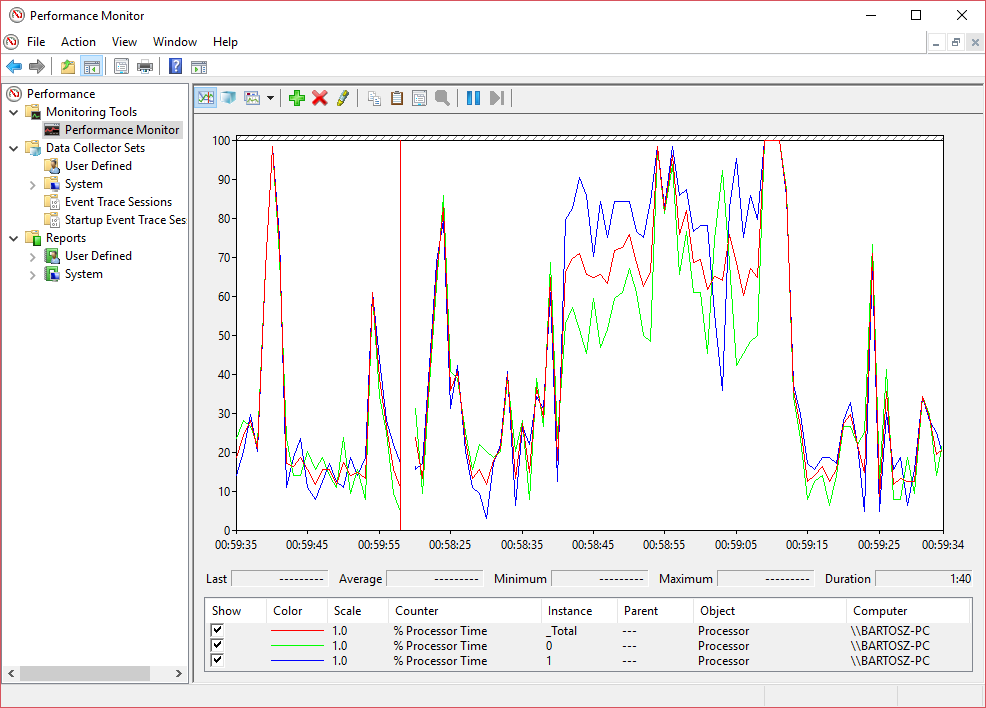 Performance Monitor
File Action View Window Help
Performance
Monitoring Tools
Performance Monitor
Data Collector Sets
User Defined
System
Event Trace Sessions
Startup Event Trace Ses
Reports
User Defined
System
100
90
80
70
60
50
40
30
20
10
0
00:59:35 00:59:45 00:59:55 00:58:25 00:58:35 00:58:45 00:58:55 00:59:05 00:59:15 00:59:25 00:59:34
Last --------- Average --------- Minimum --------- Maximum --------- Duration 1:40
Show Color Scale Counter Instance Parent Object Computer
1.0 % Processor Time _Total --- Processor \\BARTOSZ-PC
1.0 % Processor Time 0 --- Processor \\BARTOSZ-PC
1.0 % Processor Time 1 --- Processor \\BARTOSZ-PC